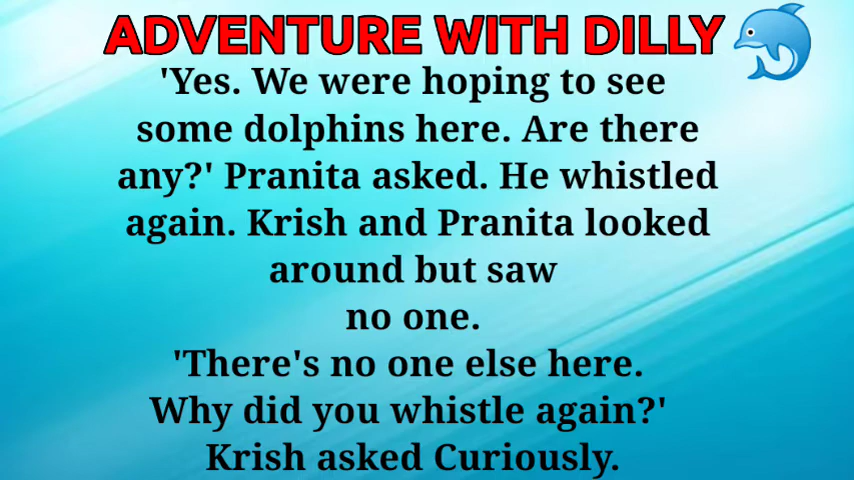 ADVENTURE WITH DILLY
'Yes. We were hoping to see
some dolphins here. Are there
any?' Pranita asked. He whistled
again. Krish and Pranita looked
around but saw
no one.
'There's no one else here.
Why did you whistle again?'
Krish asked Curiously.